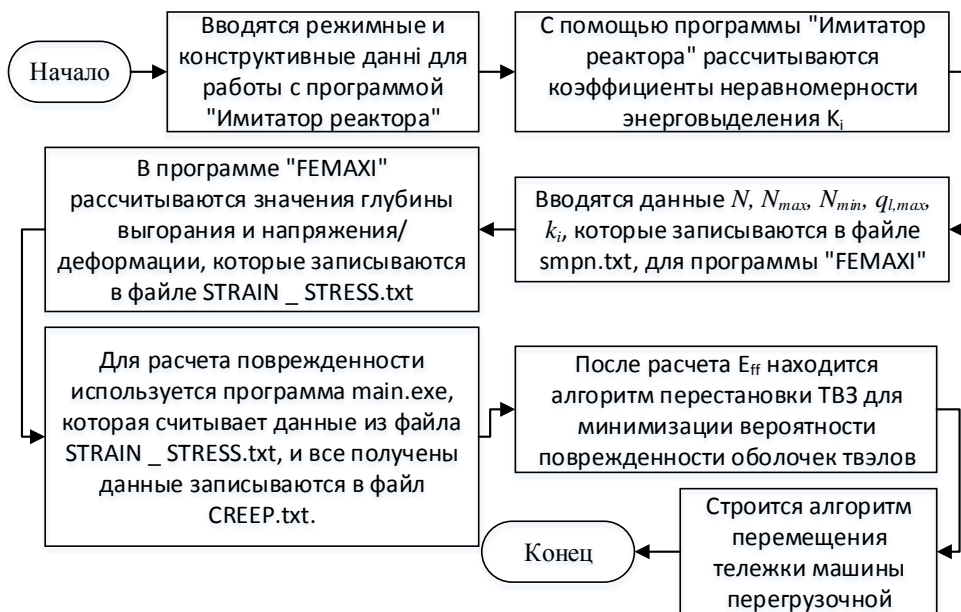 Начало
Вводятся режимные и
конструктивные данні для
работы с программой
"Имитатор реактора"
С помощью программы "Имитатор
реактора" рассчитываются
коэффициенты неравномерности
энерговыделения Ki
Вводятся данные N, Nmax, Nmin, ql,max,
ki, которые записываются в файле
smpn.txt, для программы "FEMAXI"
В программе "FEMAXI"
рассчитываются значения глубины
выгорания и напряжения/
деформации, которые записываются
в файле STRAIN _ STRESS.txt
Для расчета поврежденности
используется программа main.exe,
которая считывает данные из файла
STRAIN _ STRESS.txt, и все получены
данные записываются в файл
CREEP.txt.
После расчета Eff находится
алгоритм перестановки ТВЗ для
минимизации вероятности
поврежденности оболочек твэлов
Строится алгоритм
перемещения
тележки машины
перегрузочной
Конец